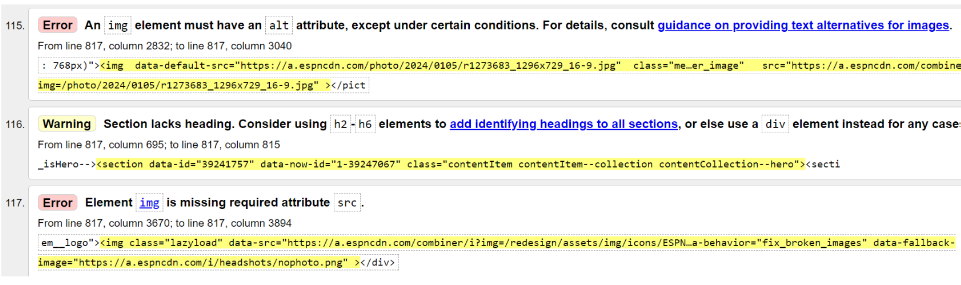 115. Error An img element must have an alt attribute, except under certain conditions. For details, consult guidance on providing text alternatives for images.
From line 817, column 2832; to line 817, column 3040
: 768px)"><img  data-default-src="https://a.espncdn.com/photo/2024/0105/r1273683_1296x729_16-9.jpg"  class="me…er_image"   src="https://a.espncdn.com/combine
img=/photo/2024/0105/r1273683_1296x729_16-9.jpg" ></pict
116. Warning Section lacks heading. Consider using h2-h6 elements to add identifying headings to all sections, or else use a div element instead for any case
From line 817, column 695; to line 817, column 815
_isHero--><section data-id="39241757" data-now-id="1-39247067" class="contentItem contentItem--collection contentCollection--hero"><secti
117. Error Element img is missing required attribute src.
From line 817, column 3670; to line 817, column 3894
em__logo"><img class="lazyload" data-src="https://a.espncdn.com/combiner/i?img=/redesign/assets/img/icons/ESPN…a-behavior="fix_broken_images" data-fallback-
image="https://a.espncdn.com/i/headshots/nophoto.png" ></div>